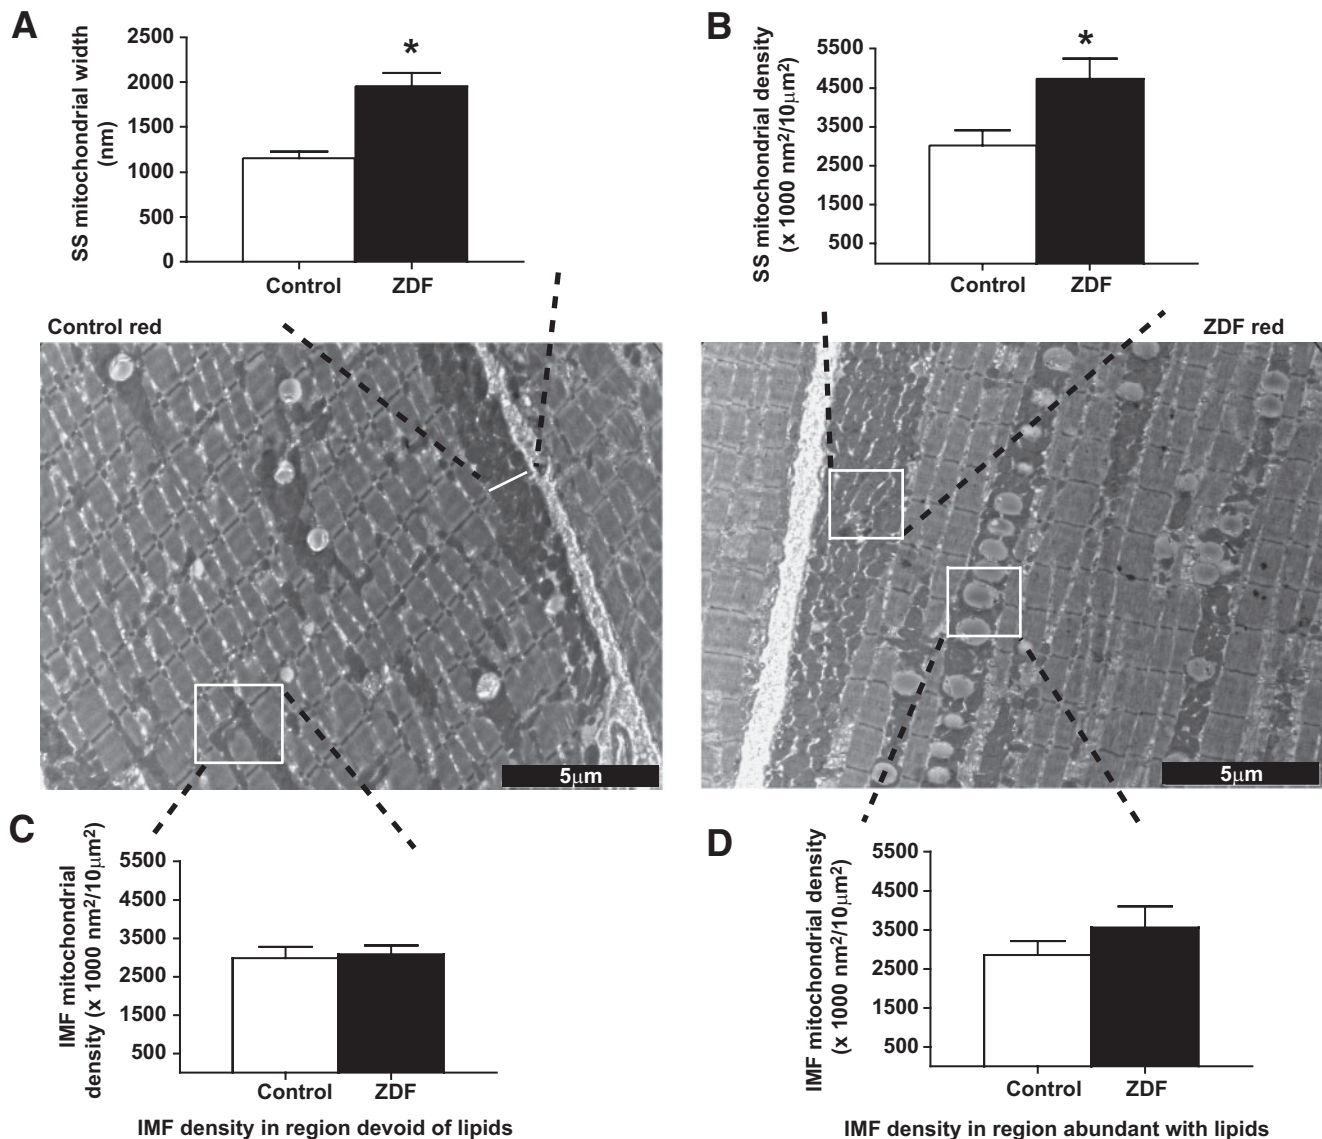 A
SS mitochondrial width
(nm)
2500
2000
1500
1000
500
0
*
Control
ZDF
B
SS mitochondrial density
(x 1000 nm²/10µm²)
5500
4500
3500
2500
1500
500
*
Control
ZDF
Control red
5µm
ZDF red
5µm
C
IMF mitochondrial
density (x 1000 nm²/10µm²)
5500
4500
3500
2500
1500
500
Control
ZDF
IMF density in region devoid of lipids
D
IMF mitochondrial density
(x 1000 nm²/10µm²)
5500
4500
3500
2500
1500
500
Control
ZDF
IMF density in region abundant with lipids